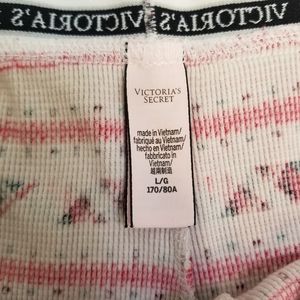 VICTORIA'S
VICTORIA'S
VICTORIA'S
SECRET
made in Vietnam/
fabriqué au Vietnam/
hecho en Vietnam/
fabbricato in
Vietnam/
越南制造
L/G
170/80A